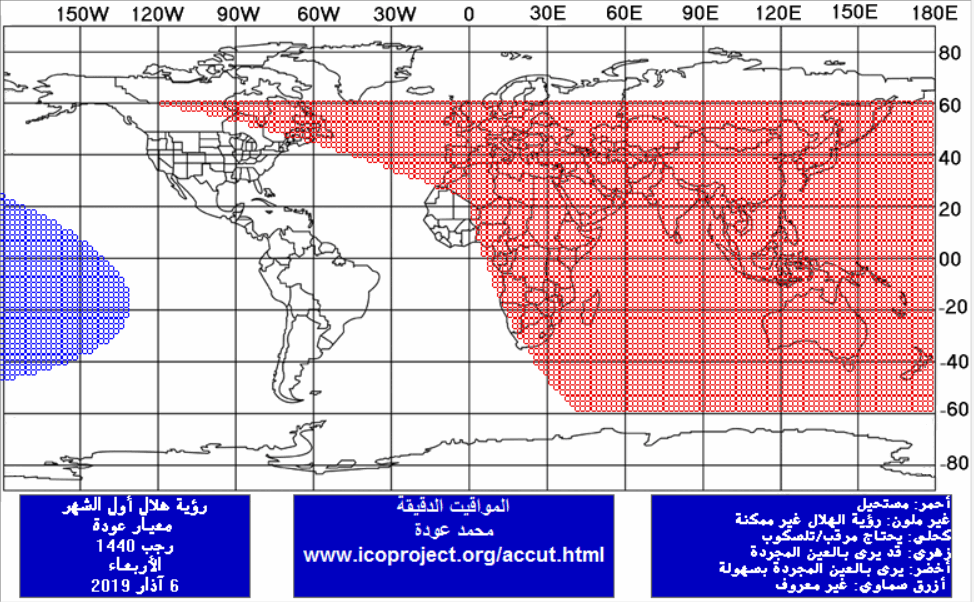 150W 120W 90W 60W 30W 0 30E 60E 90E 120E 150E 180E
80
60
40
20
00
-20
-40
-60
-80
رؤية هلال أول الشهر
معيار عودة
رجب 1440
الأربعاء
6 آذار 2019
المواقيت الدقيقة
محمد عودة
www.icoproject.org/accut.html
أحمر: مستحيل
غير ملون: رؤية الهلال غير ممكنة
كحلي: يحتاج مرقب/تلسكوب
زهري: قد يرى بالعين المجردة
أخضر: يرى بالعين المجردة بصهولة
أزرق صماوي: غير معروف